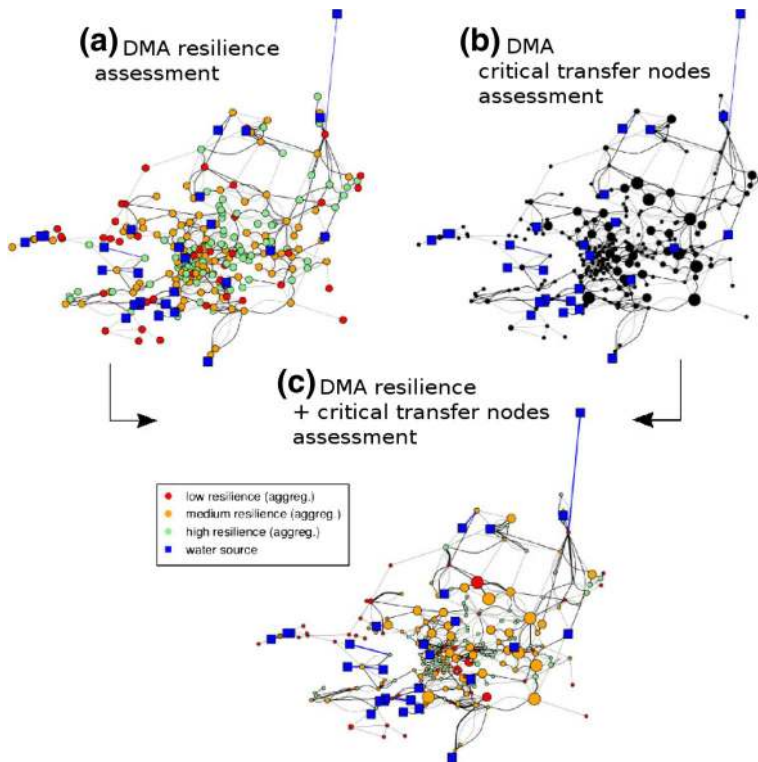 (a) DMA resilience
assessment
(b) DMA
critical transfer nodes
assessment
(c) DMA resilience
+ critical transfer nodes
assessment
low resilience (aggreg.)
medium resilience (aggreg.)
high resilience (aggreg.)
water source